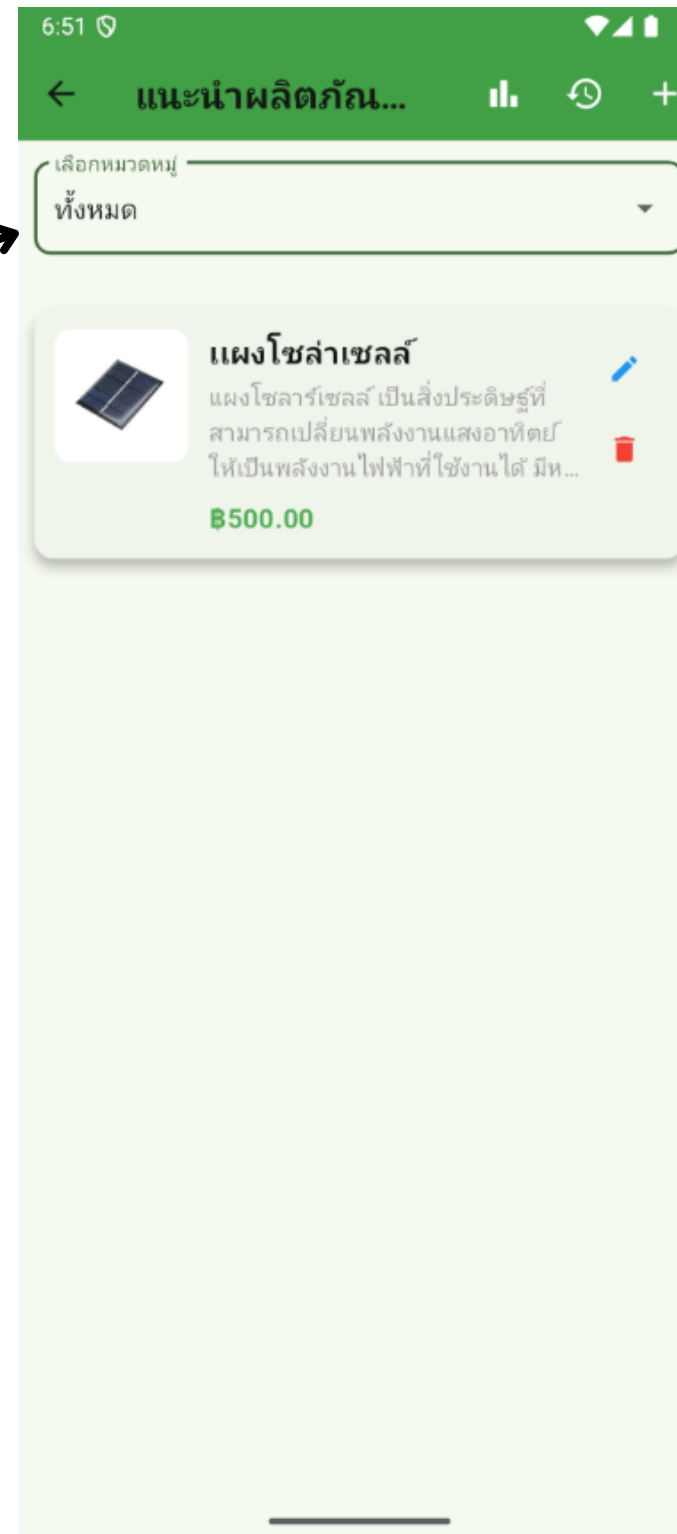 6:51
แนะนำผลิตภัณ...
เลือกหมวดหมู่
ทั้งหมด
แผงโซล่าเซลล์
แผงโซลาร์เซลล์ เป็นสิ่งประดิษฐ์ที่
สามารถเปลี่ยนพลังงานแสงอาทิตย์
ให้เป็นพลังงานไฟฟ้าที่ใช้งานได้ มีห...
฿500.00